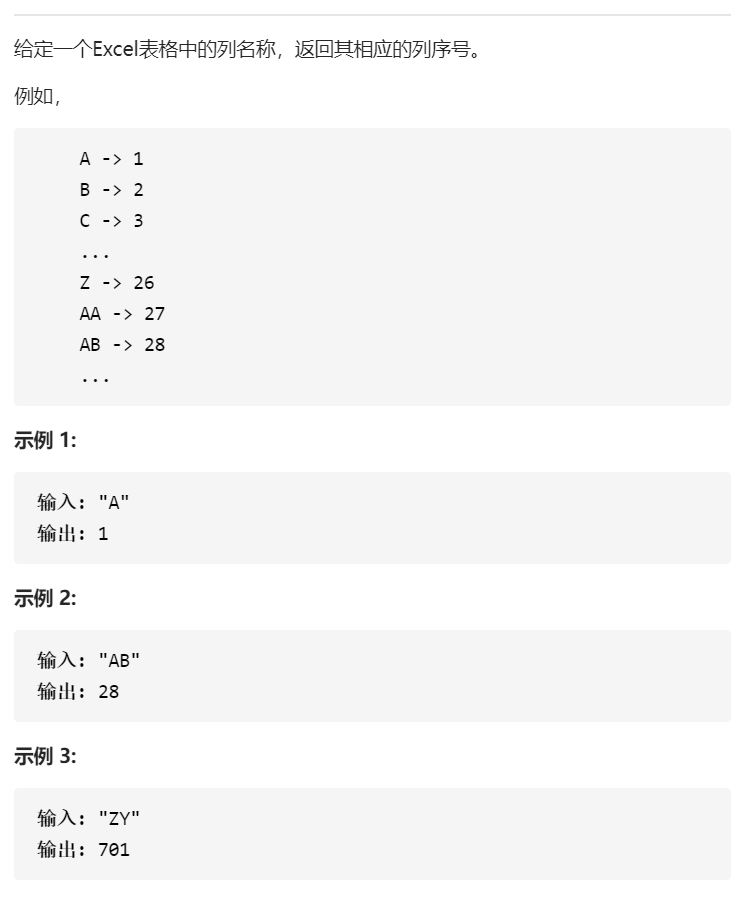 给定一个Excel表格中的列名称，返回其相应的列序号。
例如，
A -> 1
B -> 2
C -> 3
...
Z -> 26
AA -> 27
AB -> 28
...
示例 1:
输入: "A"
输出: 1
示例 2:
输入: "AB"
输出: 28
示例 3:
输入: "ZY"
输出: 701